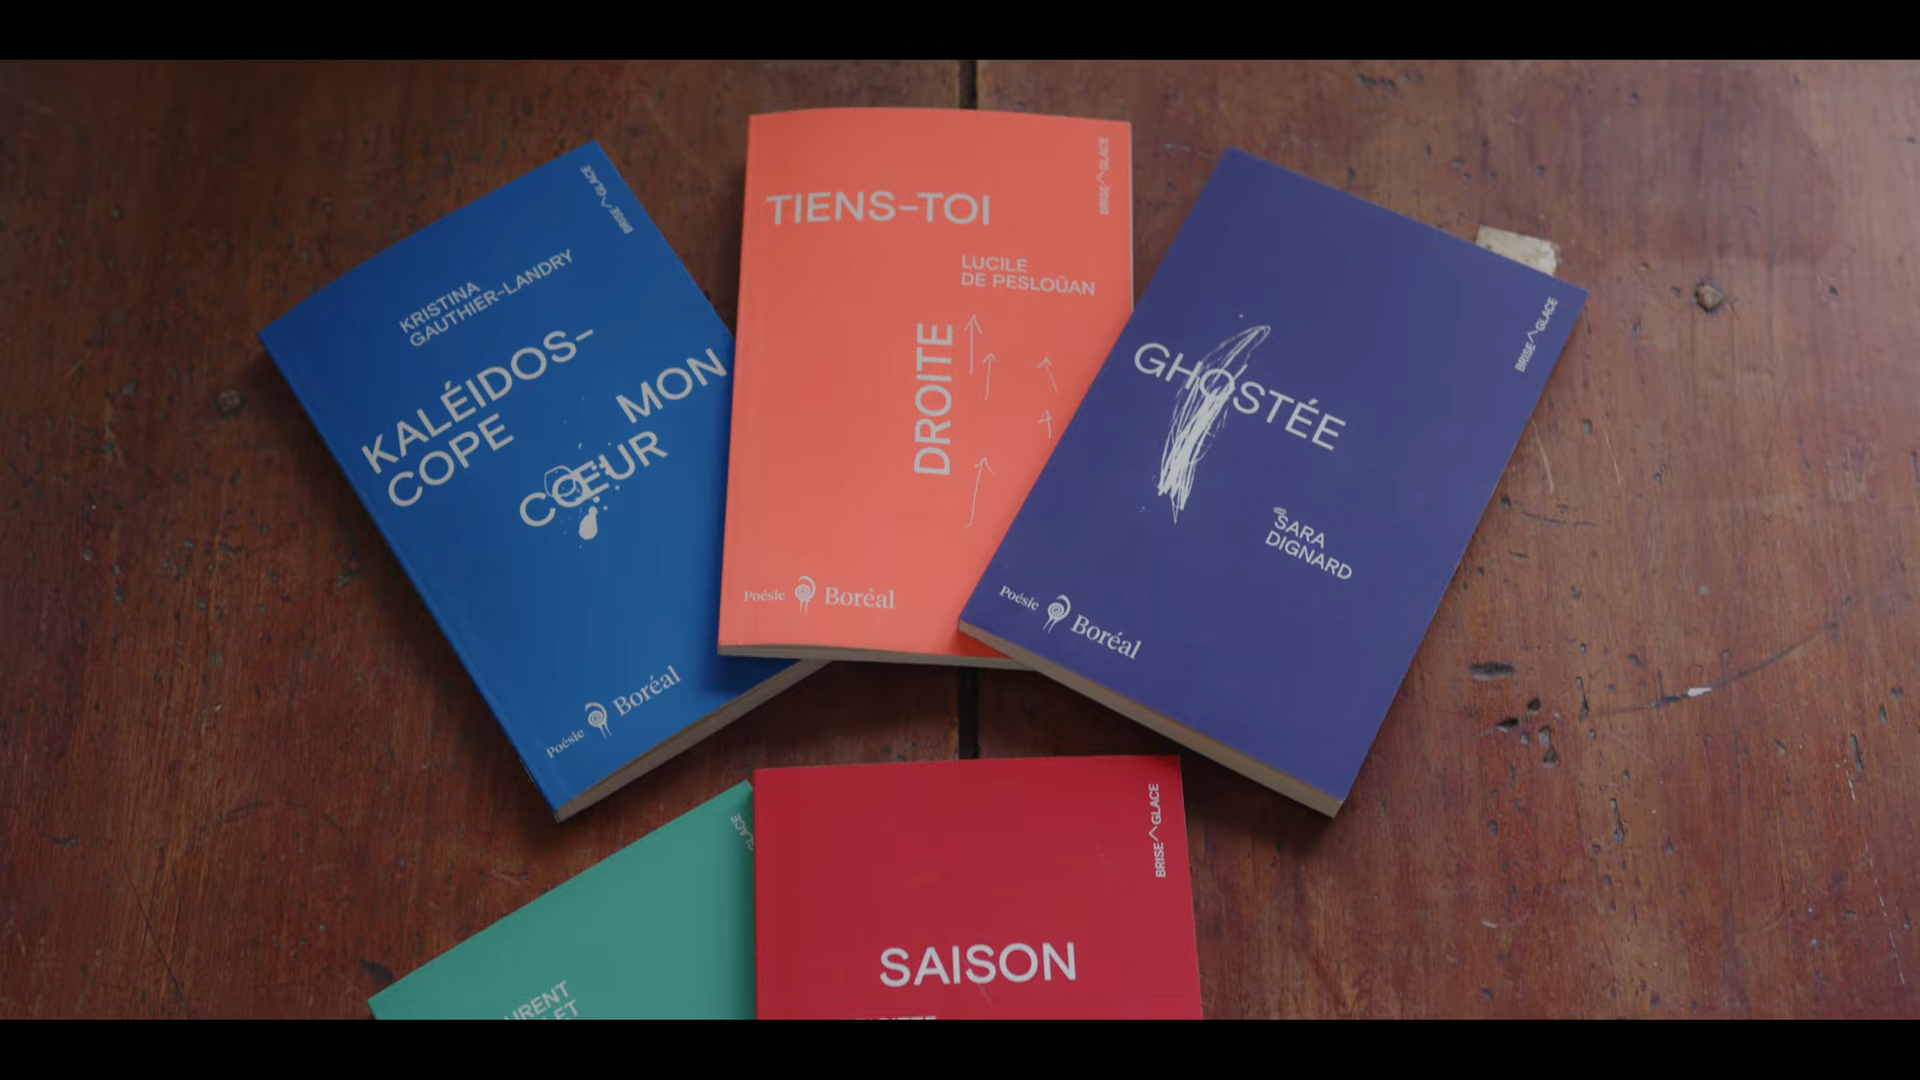 BRISE GLACE
KRISTINA
GAUTHIER-LANDRY
KALÉIDOS-
COPE MON
CŒUR
Poésie Boréal
BRISE GLACE
TIENS-TOI
LUCILE
DE PESLOÜAN
DROITE
Poésie Boréal
BRISE GLACE
GHOSTÉE
SARA
DIGNARD
Poésie Boréal
GLACE
BRISE GLACE
SAISON